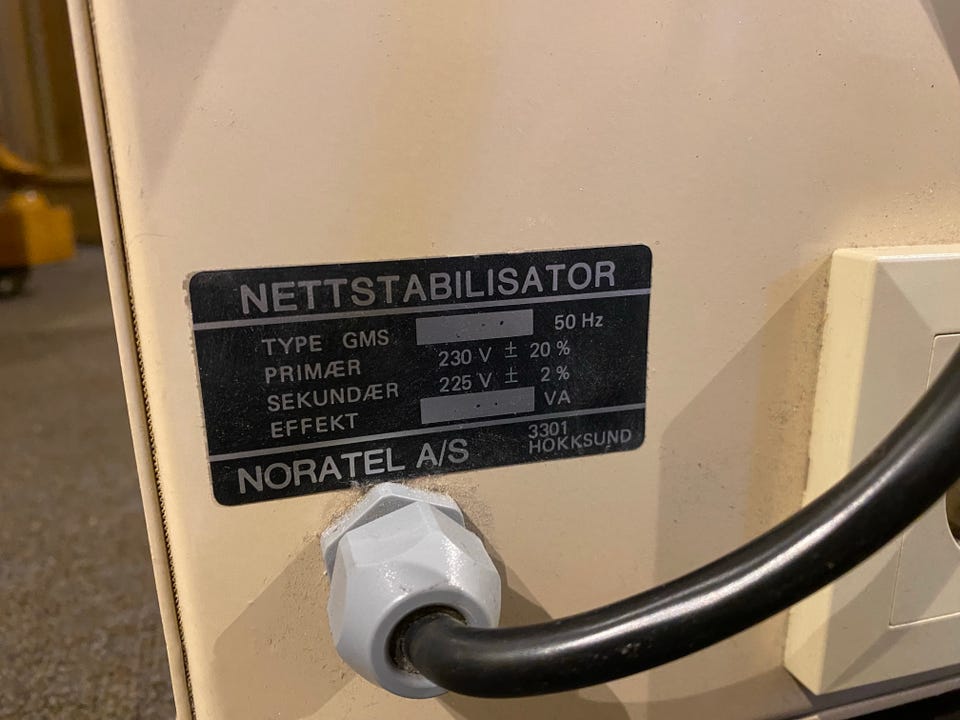 NETTSTABILISATOR
TYPE GMS 50 Hz
PRIMÆR 230 V ± 20 %
SEKUNDÆR 225 V ± 2 %
EFFEKT VA
NORATEL A/S 3301 HOKKSUND